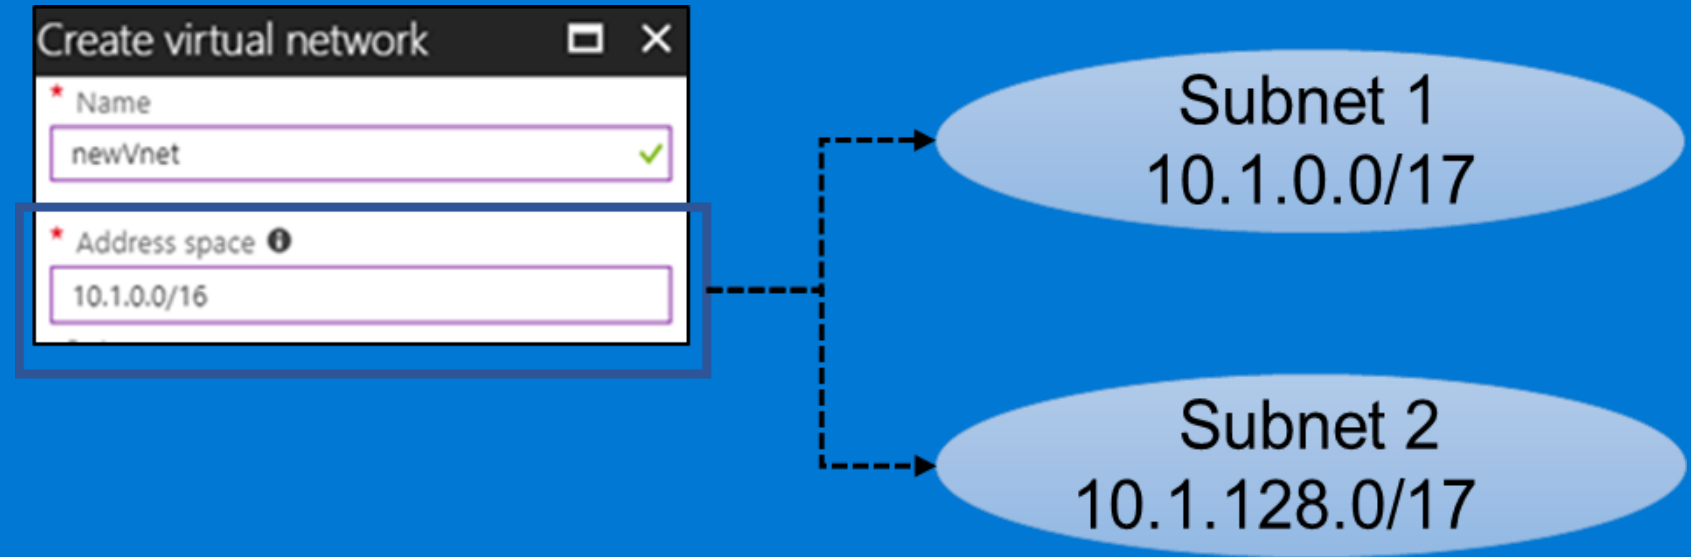 Create virtual network
* Name
newVnet
* Address space
10.1.0.0/16
Subnet 1
10.1.0.0/17
Subnet 2
10.1.128.0/17